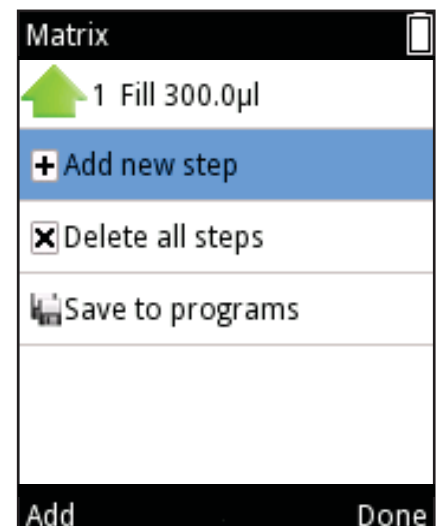 Matrix
1 Fill 300.0µl
Add new step
Delete all steps
Save to programs
Add Done